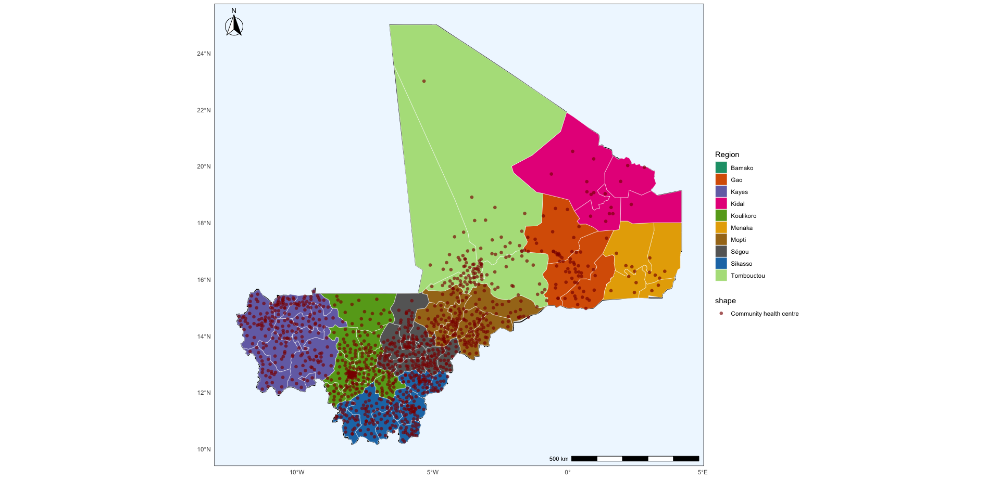 N
24°N
22°N
20°N
18°N
16°N
14°N
12°N
10°N
10°W
5°W
0°
5°E
500 km
Region
Bamako
Gao
Kayes
Kidal
Koulikoro
Menaka
Mopti
Ségou
Sikasso
Tombouctou
shape
Community health centre